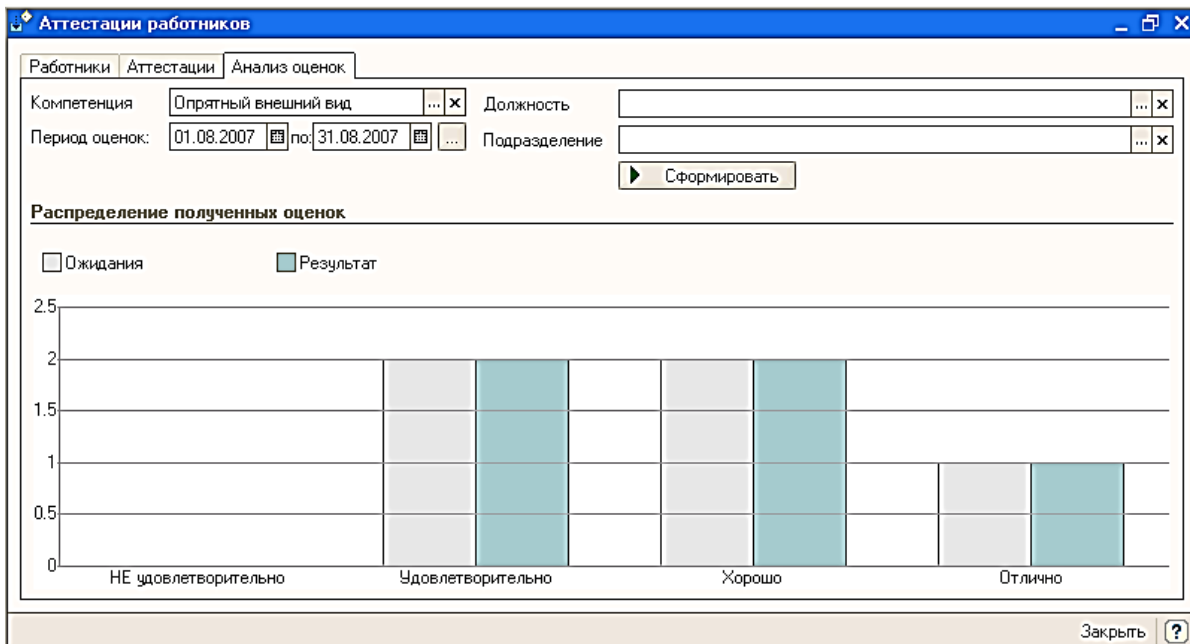 Аттестации работников
Работники Аттестации Анализ оценок
Компетенция Опрятный внешний вид ... x Должность ... x
Период оценок: 01.08.2007 по: 31.08.2007 ... Подразделение ... x
Сформировать
Распределение полученных оценок
Ожидания Результат
2.5
2
1.5
1
0.5
0
НЕ удовлетворительно Удовлетворительно Хорошо Отлично
Закрыть ?